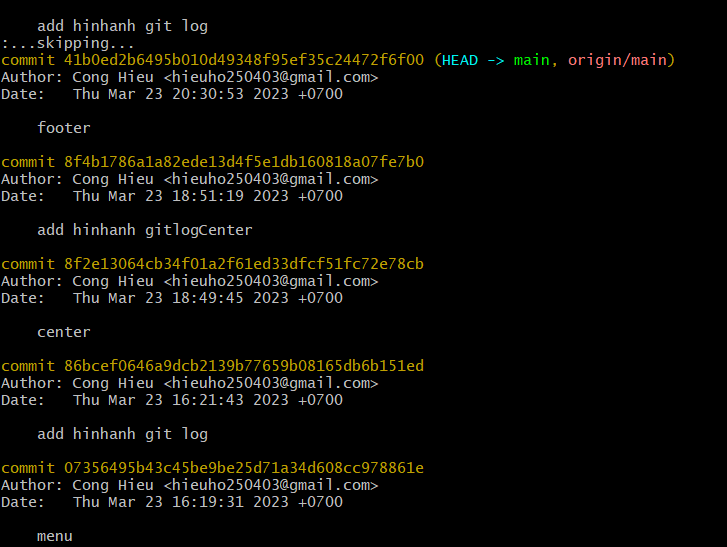 add hinhanh git log
:...skipping...
commit 41b0ed2b6495b010d49348f95ef35c24472f6f00 (HEAD -> main, origin/main)
Author: Cong Hieu <hieuho250403@gmail.com>
Date:   Thu Mar 23 20:30:53 2023 +0700
footer
commit 8f4b1786a1a82ede13d4f5e1db160818a07fe7b0
Author: Cong Hieu <hieuho250403@gmail.com>
Date:   Thu Mar 23 18:51:19 2023 +0700
add hinhanh gitlogCenter
commit 8f2e13064cb34f01a2f61ed33dfcf51fc72e78cb
Author: Cong Hieu <hieuho250403@gmail.com>
Date:   Thu Mar 23 18:49:45 2023 +0700
center
commit 86bcef0646a9dcb2139b77659b08165db6b151ed
Author: Cong Hieu <hieuho250403@gmail.com>
Date:   Thu Mar 23 16:21:43 2023 +0700
add hinhanh git log
commit 07356495b43c45be9be25d71a34d608cc978861e
Author: Cong Hieu <hieuho250403@gmail.com>
Date:   Thu Mar 23 16:19:31 2023 +0700
menu